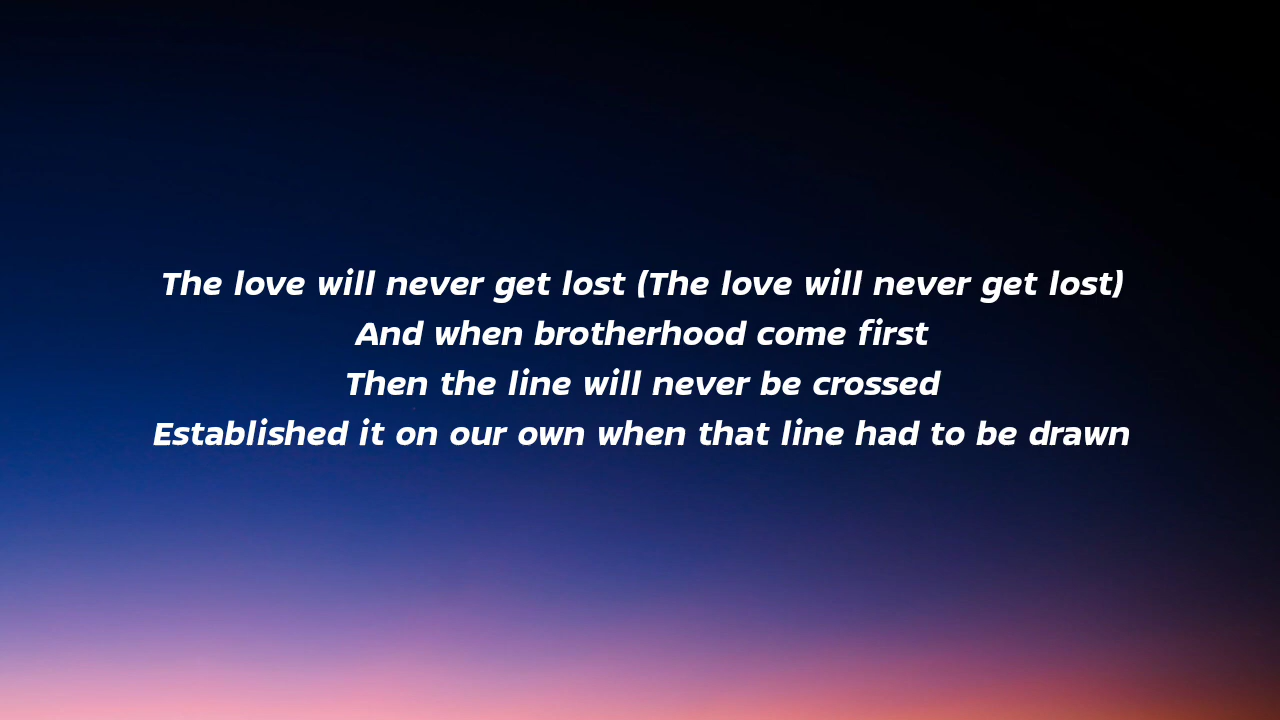 The love will never get lost (The love will never get lost)
And when brotherhood come first
Then the line will never be crossed
Established it on our own when that line had to be drawn